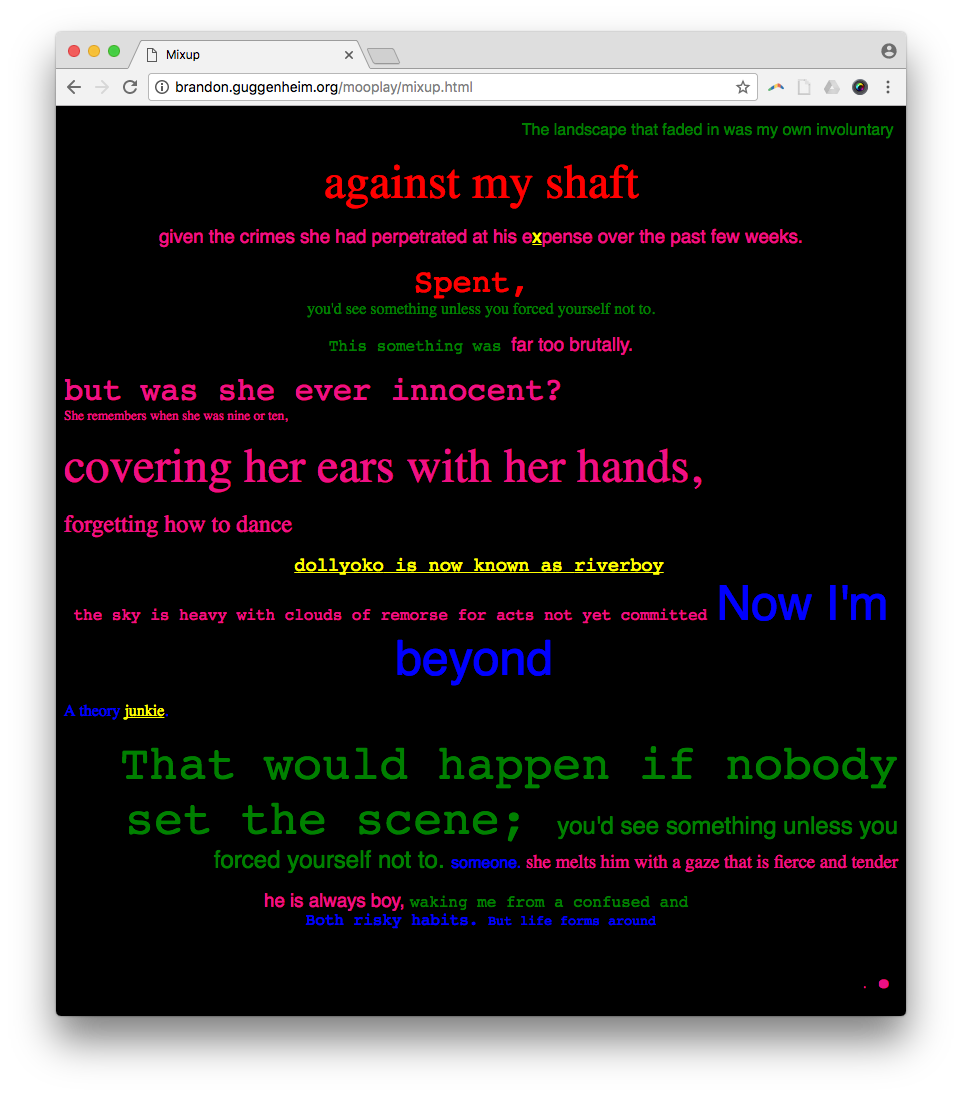 Mixup
brandon.guggenheim.org/mooplay/mixup.html
The landscape that faded in was my own involuntary
against my shaft
given the crimes she had perpetrated at his expense over the past few weeks.
Spent,
you'd see something unless you forced yourself not to.
This something was far too brutally.
but was she ever innocent?
She remembers when she was nine or ten,
covering her ears with her hands,
forgetting how to dance
dollyoko is now known as riverboy
the sky is heavy with clouds of remorse for acts not yet committed Now I'm
beyond
A theory junkie.
That would happen if nobody
set the scene; you'd see something unless you
forced yourself not to. someone. she melts him with a gaze that is fierce and tender
he is always boy, waking me from a confused and
Both risky habits. But life forms around
.